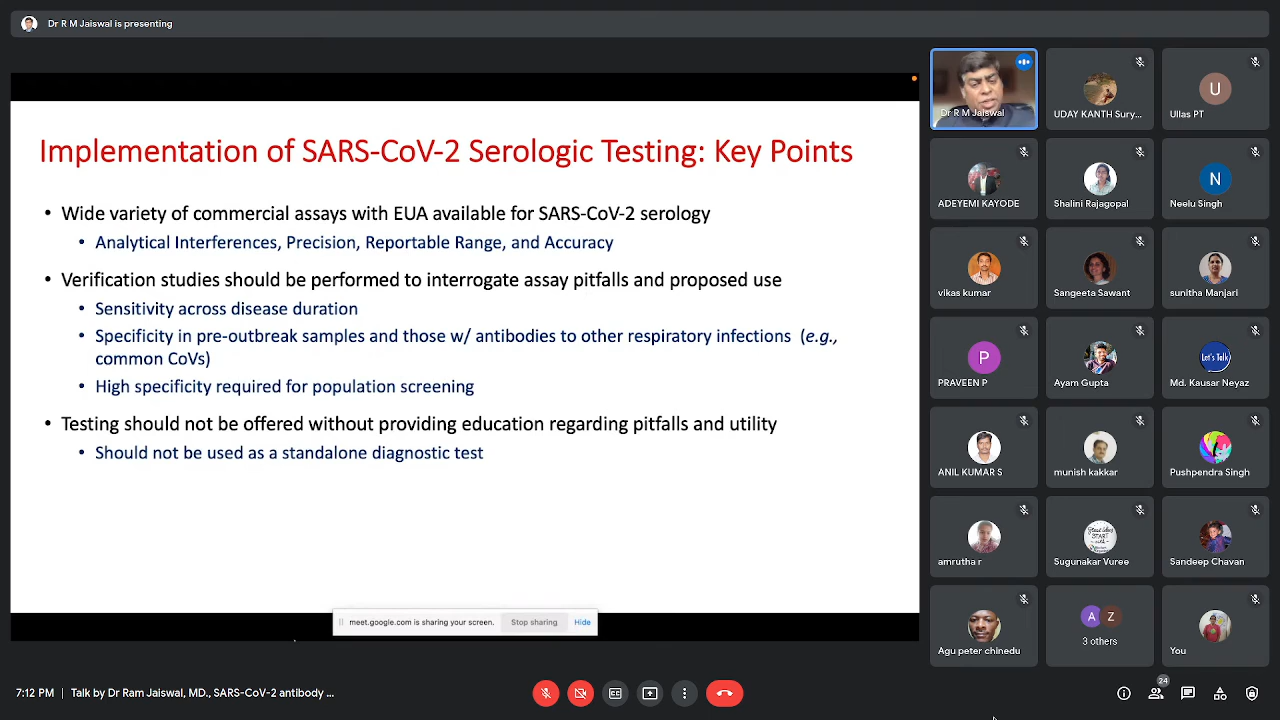 Dr R M Jaiswal is presenting
Implementation of SARS-CoV-2 Serologic Testing: Key Points
• Wide variety of commercial assays with EUA available for SARS-CoV-2 serology
• Analytical Interferences, Precision, Reportable Range, and Accuracy
• Verification studies should be performed to interrogate assay pitfalls and proposed use
• Sensitivity across disease duration
• Specificity in pre-outbreak samples and those w/ antibodies to other respiratory infections (e.g.,
common CoVs)
• High specificity required for population screening
• Testing should not be offered without providing education regarding pitfalls and utility
• Should not be used as a standalone diagnostic test
meet.google.com is sharing your screen.
Stop sharing
Hide
Dr R M Jaiswal
UDAY KANTH Sury...
U
Ullas PT
ADEYEMI KAYODE
Shalini Rajagopal
N
Neelu Singh
vikas kumar
Sangeeta Sawant
sunitha Manjari
P
PRAVEEN P
Ayam Gupta
Let's Talk
Md. Kausar Neyaz
ANIL KUMAR S
munish kakkar
Pushpendra Singh
amrutha r
START
Sugunakar Vuree
Sandeep Chavan
Agu peter chinedu
A Z
3 others
You
7:12 PM | Talk by Dr Ram Jaiswal, MD., SARS-CoV-2 antibody ...
24